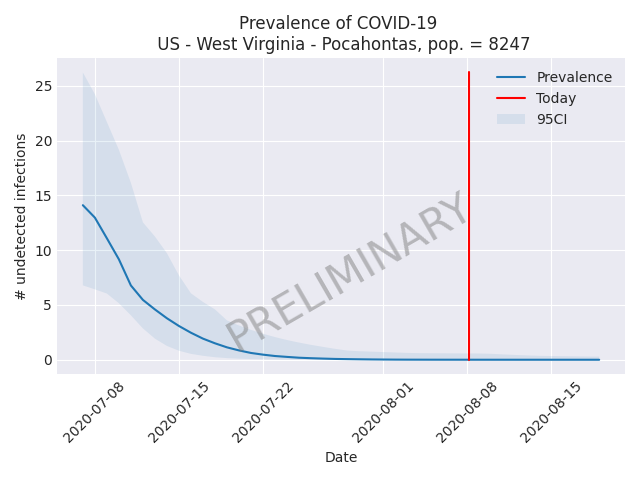 Prevalence of COVID-19
US - West Virginia - Pocahontas, pop. = 8247
# undetected infections
25
20
15
10
5
0
Prevalence
Today
95CI
PRELIMINARY
2020-07-08
2020-07-15
2020-07-22
2020-08-01
2020-08-08
2020-08-15
Date